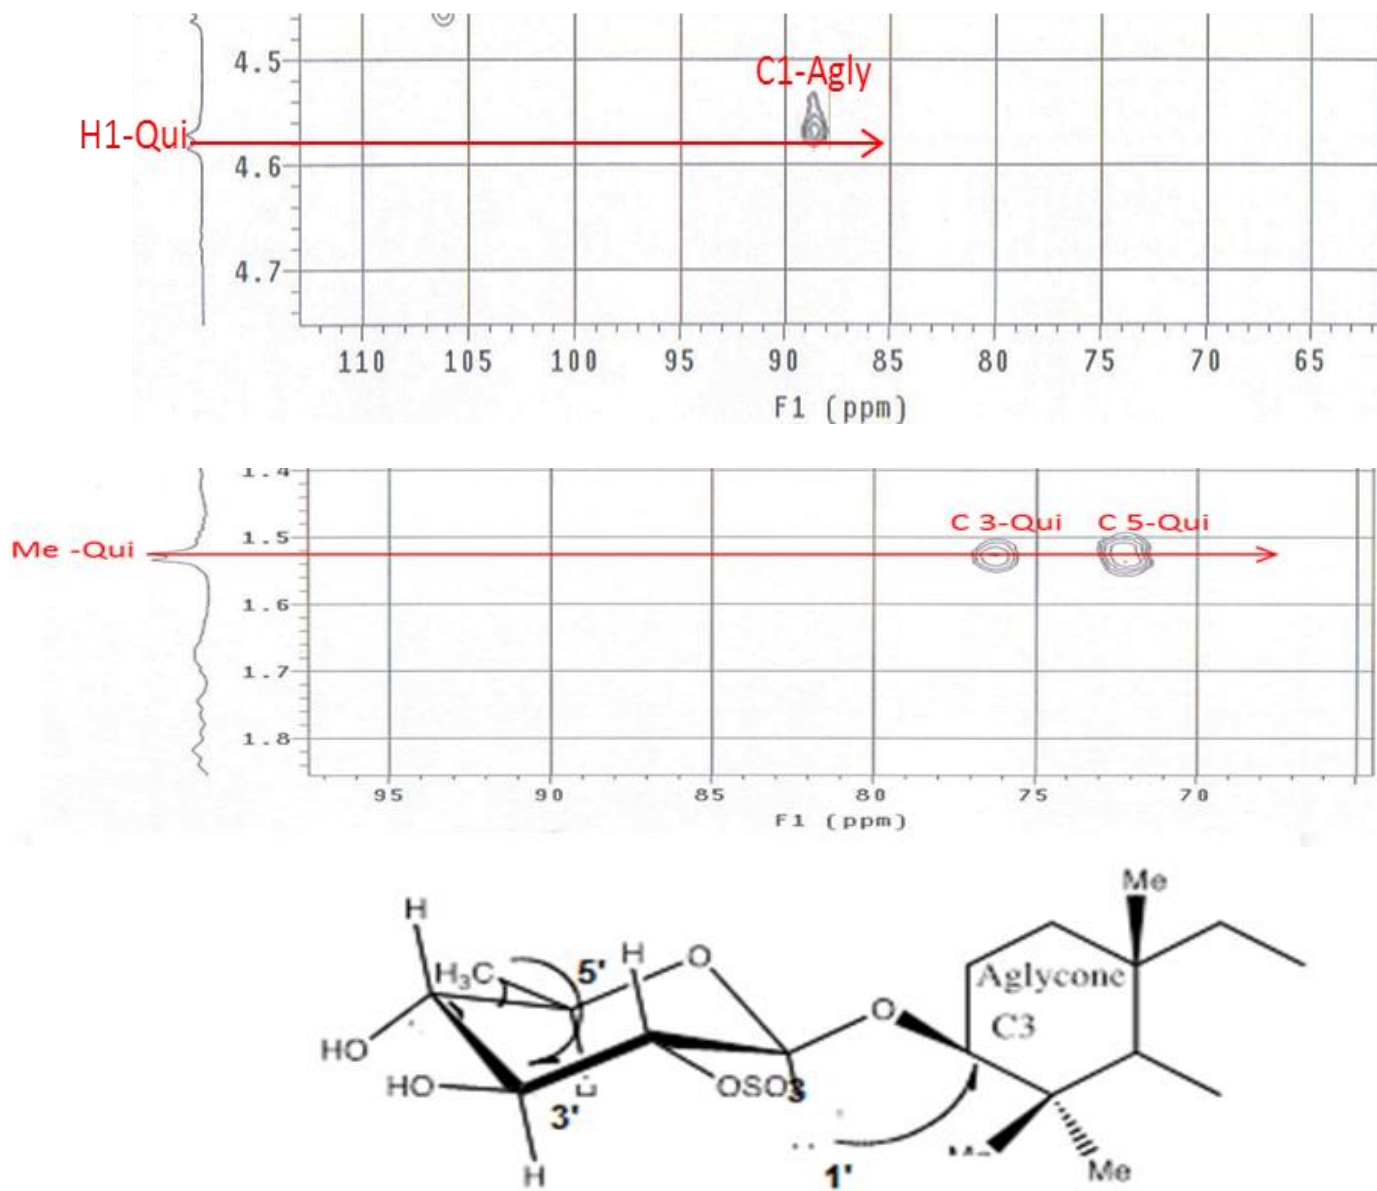 4.5
C1-Agly
H1-Qui
4.6
4.7
110 105 100 95 90 85 80 75 70 65
F1 (ppm)
1.4
1.5
C 3-Qui C 5-Qui
Me -Qui
1.6
1.7
1.8
95 90 85 80 75 70
F1 (ppm)
Me
H
H₃C 5' H O
Aglycone
O
C3
HO
HO OSO3
3'
H 1' Me